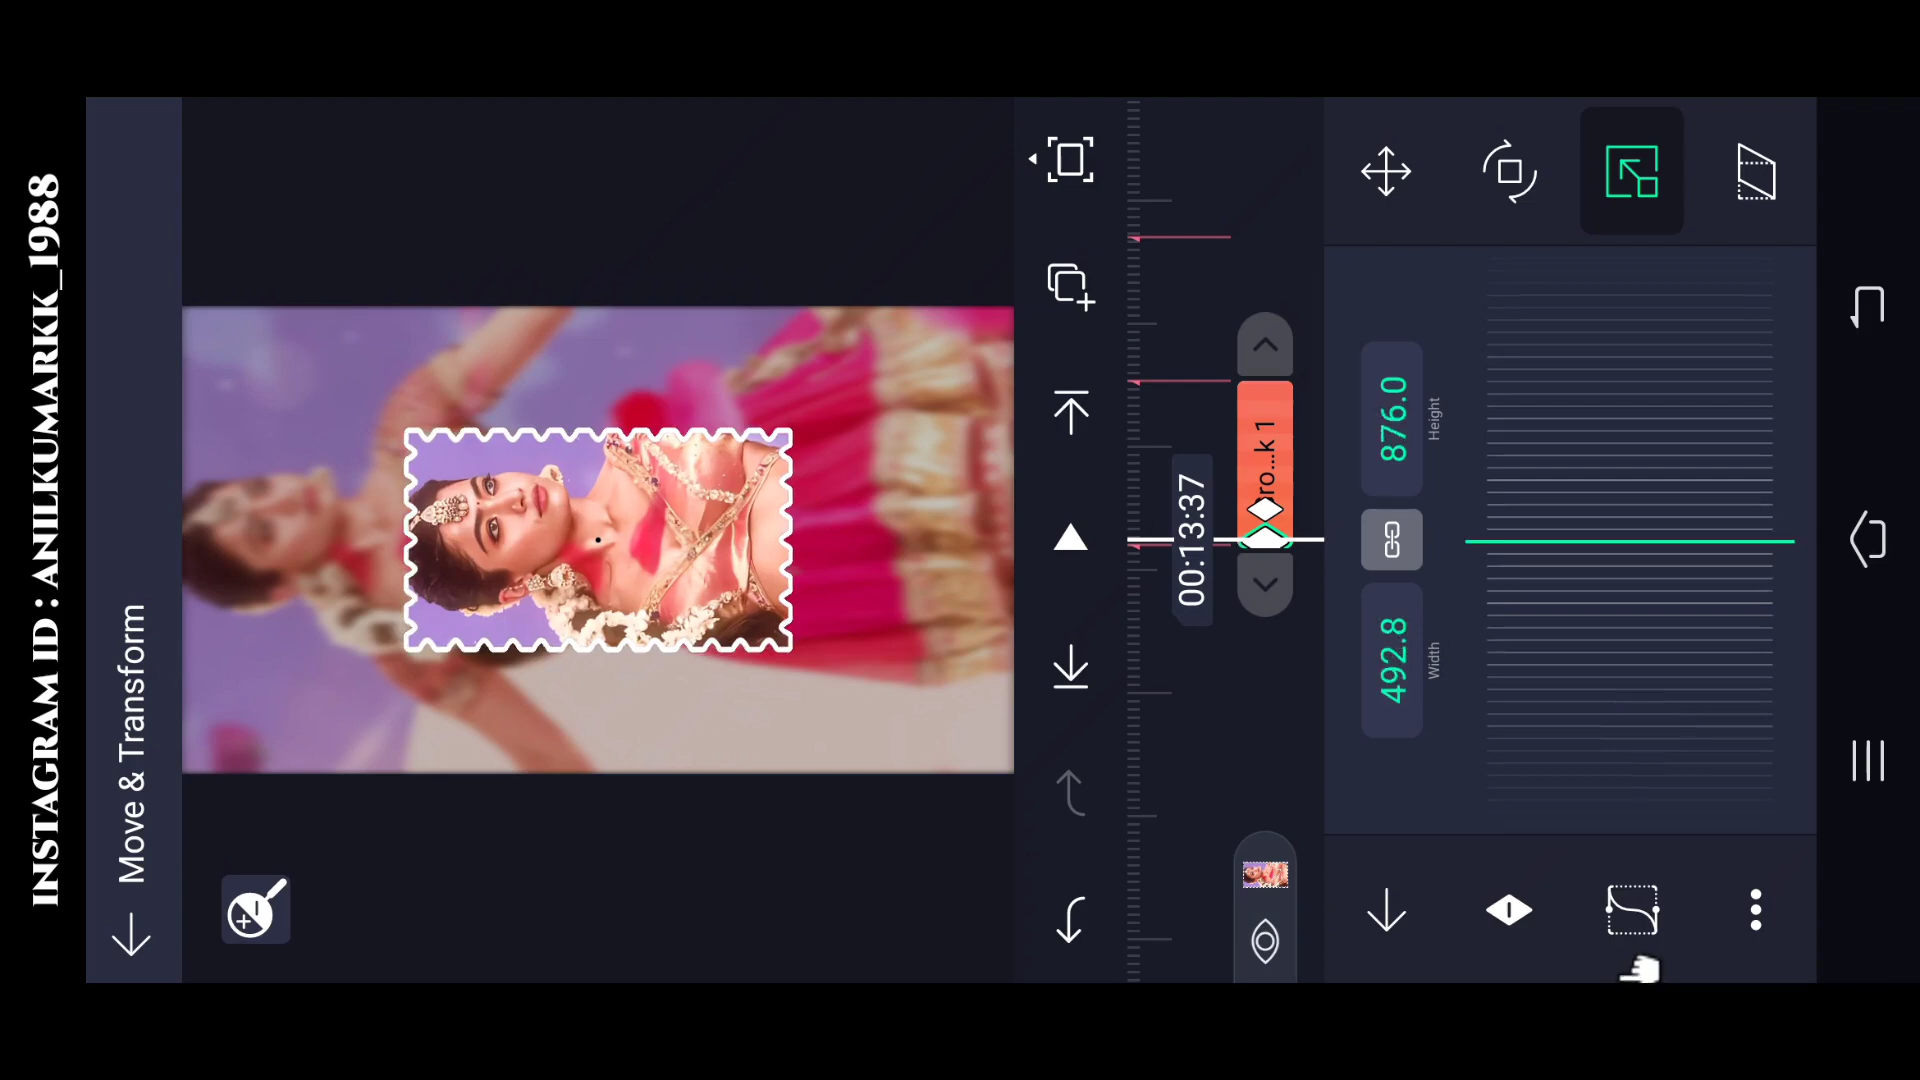 INSTAGRAM ID : ANILKUMARKK_1988
Move & Transform
00:13:37
ro...k 1
492.8
Width
876.0
Height